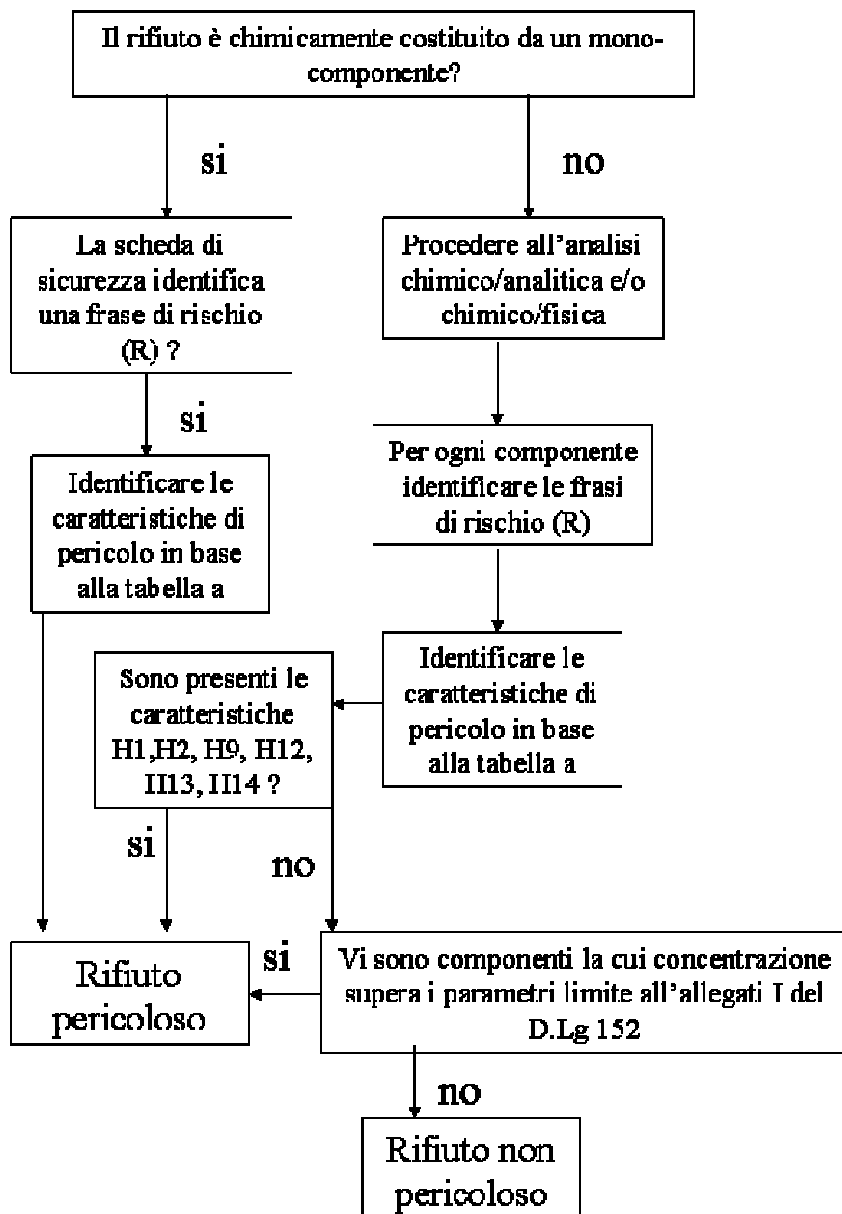 Il rifiuto è chimicamente costituito da un mono-
componente?
si
no
La scheda di
sicurezza identifica
una frase di rischio
(R) ?
Procedere all'analisi
chimico/analitica e/o
chimico/fisica
si
Per ogni componente
identificare le frasi
di rischio (R)
Identificare le
caratteristiche di
pericolo in base
alla tabella a
Identificare le
caratteristiche di
pericolo in base
alla tabella a
Sono presenti le
caratteristiche
H1,H2, H9, H12,
H13, H14 ?
si
no
Rifiuto
pericoloso
si
Vi sono componenti la cui concentrazione
supera i parametri limite all'allegati I del
D.Lg 152
no
Rifiuto non
pericoloso